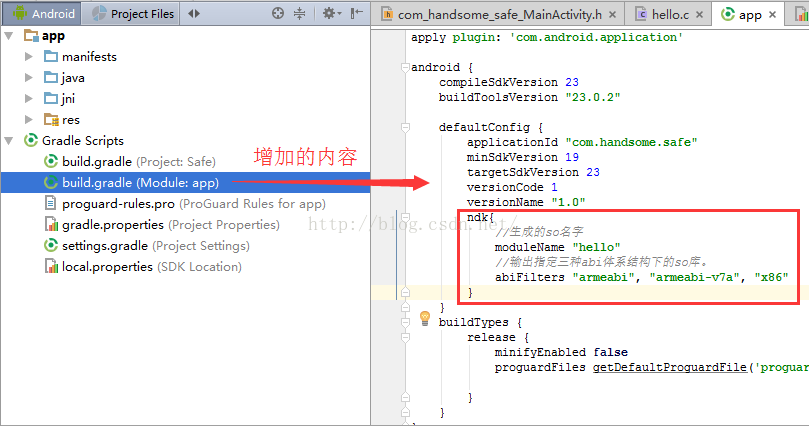 Android Project Files
app
manifests
java
jni
res
Gradle Scripts
build.gradle (Project: Safe)
build.gradle (Module: app)
proguard-rules.pro (ProGuard Rules for app)
gradle.properties (Project Properties)
settings.gradle (Project Settings)
local.properties (SDK Location)
增加的内容
http://blog.csdn.net/
com_handsome_safe_MainActivity.h hello.c app
apply plugin: 'com.android.application'
android {
compileSdkVersion 23
buildToolsVersion "23.0.2"
defaultConfig {
applicationId "com.handsome.safe"
minSdkVersion 19
targetSdkVersion 23
versionCode 1
versionName "1.0"
ndk{
//生成的so名字
moduleName "hello"
//输出指定三种abi体系结构下的so库。
abiFilters "armeabi", "armeabi-v7a", "x86"
}
}
buildTypes {
release {
minifyEnabled false
proguardFiles getDefaultProguardFile('proguar
}
}